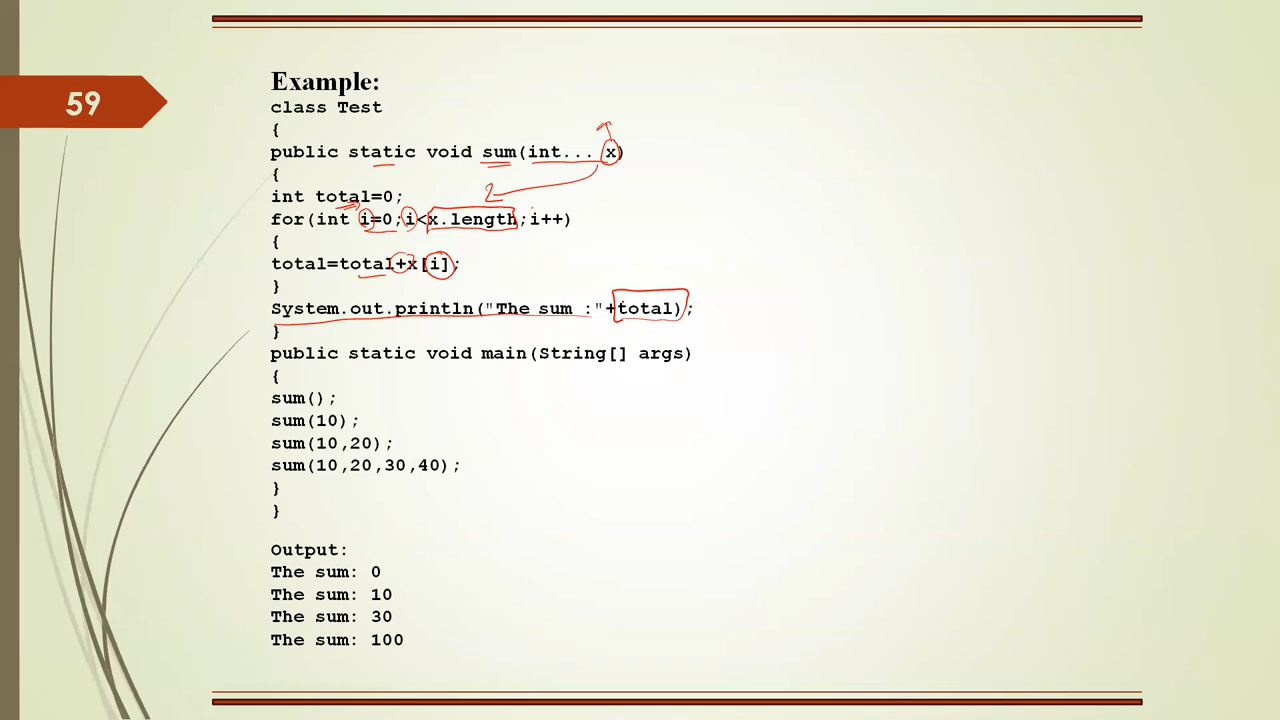 59
Example:
class Test
{
public static void sum(int... x)
{
2
int total=0;
for(int i=0;i<x.length;i++)
{
total=total+x[i];
}
System.out.println("The sum :"+total);
}
public static void main(String[] args)
{
sum();
sum(10);
sum(10,20);
sum(10,20,30,40);
}
}
Output:
The sum: 0
The sum: 10
The sum: 30
The sum: 100